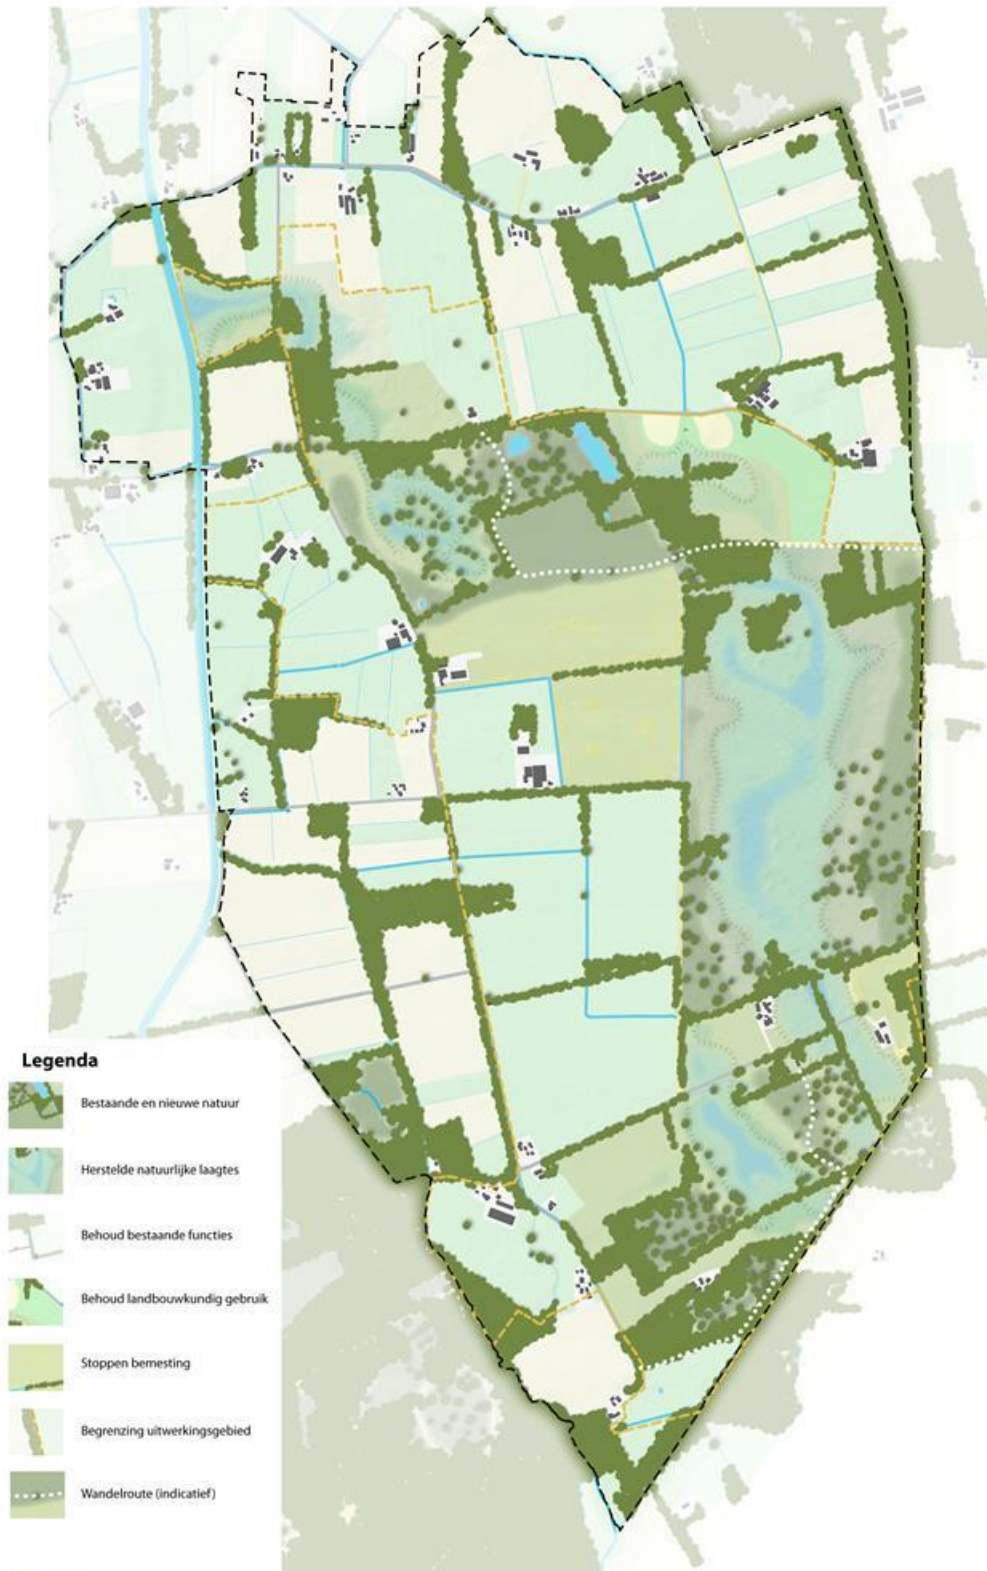 Legenda
Bestaande en nieuwe natuur
Herstelde natuurlijke laagtes
Behoud bestaande functies
Behoud landbouwkundig gebruik
Stoppen bemesting
Begrenzing uitwerkingsgebied
Wandelroute (indicatief)